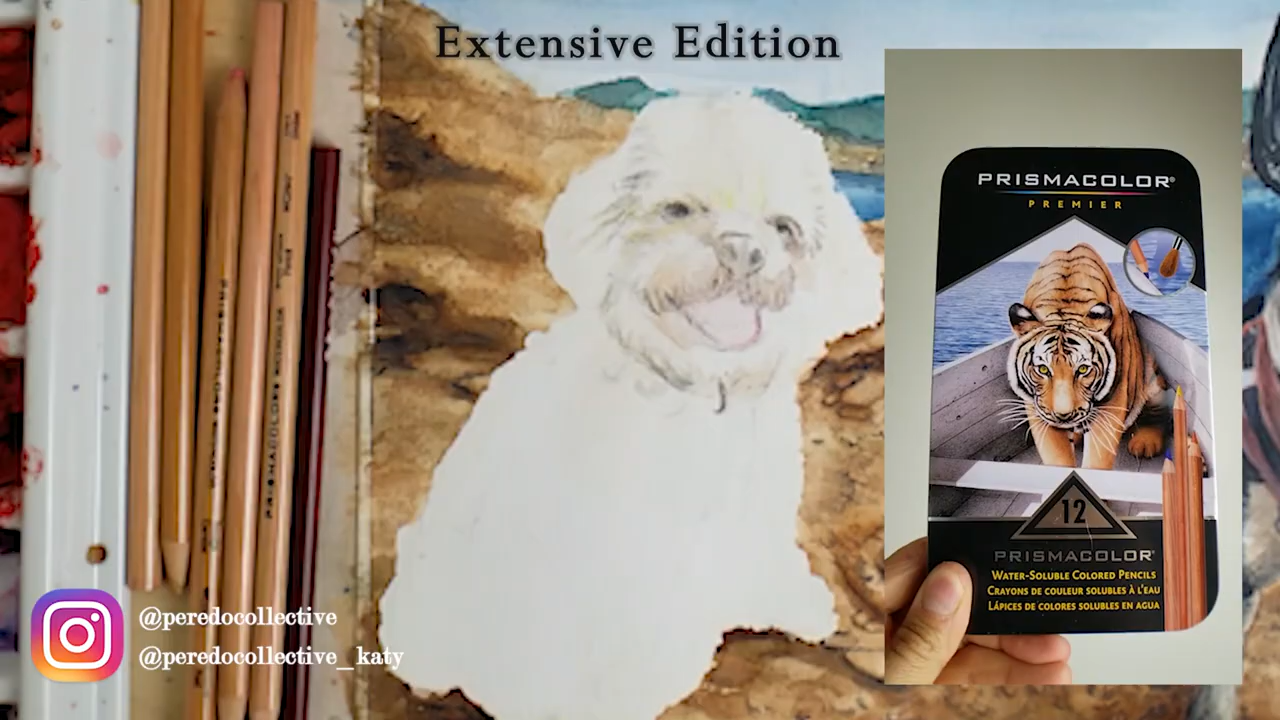 Extensive Edition
PRISMACOLOR®
PREMIER
12
PRISMACOLOR®
WATER-SOLUBLE COLORED PENCILS
CRAYONS DE COULEUR SOLUBLES À L'EAU
LÁPICES DE COLORES SOLUBLES EN AGUA
@peredocollective
@peredocollective_katy